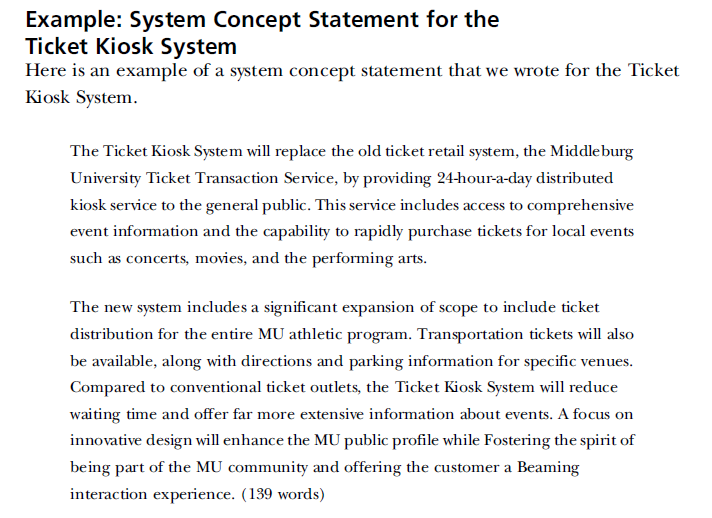 Example: System Concept Statement for the
Ticket Kiosk System
Here is an example of a system concept statement that we wrote for the Ticket
Kiosk System.
The Ticket Kiosk System will replace the old ticket retail system, the Middleburg
University Ticket Transaction Service, by providing 24-hour-a-day distributed
kiosk service to the general public. This service includes access to comprehensive
event information and the capability to rapidly purchase tickets for local events
such as concerts, movies, and the performing arts.
The new system includes a significant expansion of scope to include ticket
distribution for the entire MU athletic program. Transportation tickets will also
be available, along with directions and parking information for specific venues.
Compared to conventional ticket outlets, the Ticket Kiosk System will reduce
waiting time and offer far more extensive information about events. A focus on
innovative design will enhance the MU public profile while Fostering the spirit of
being part of the MU community and offering the customer a Beaming
interaction experience. (139 words)